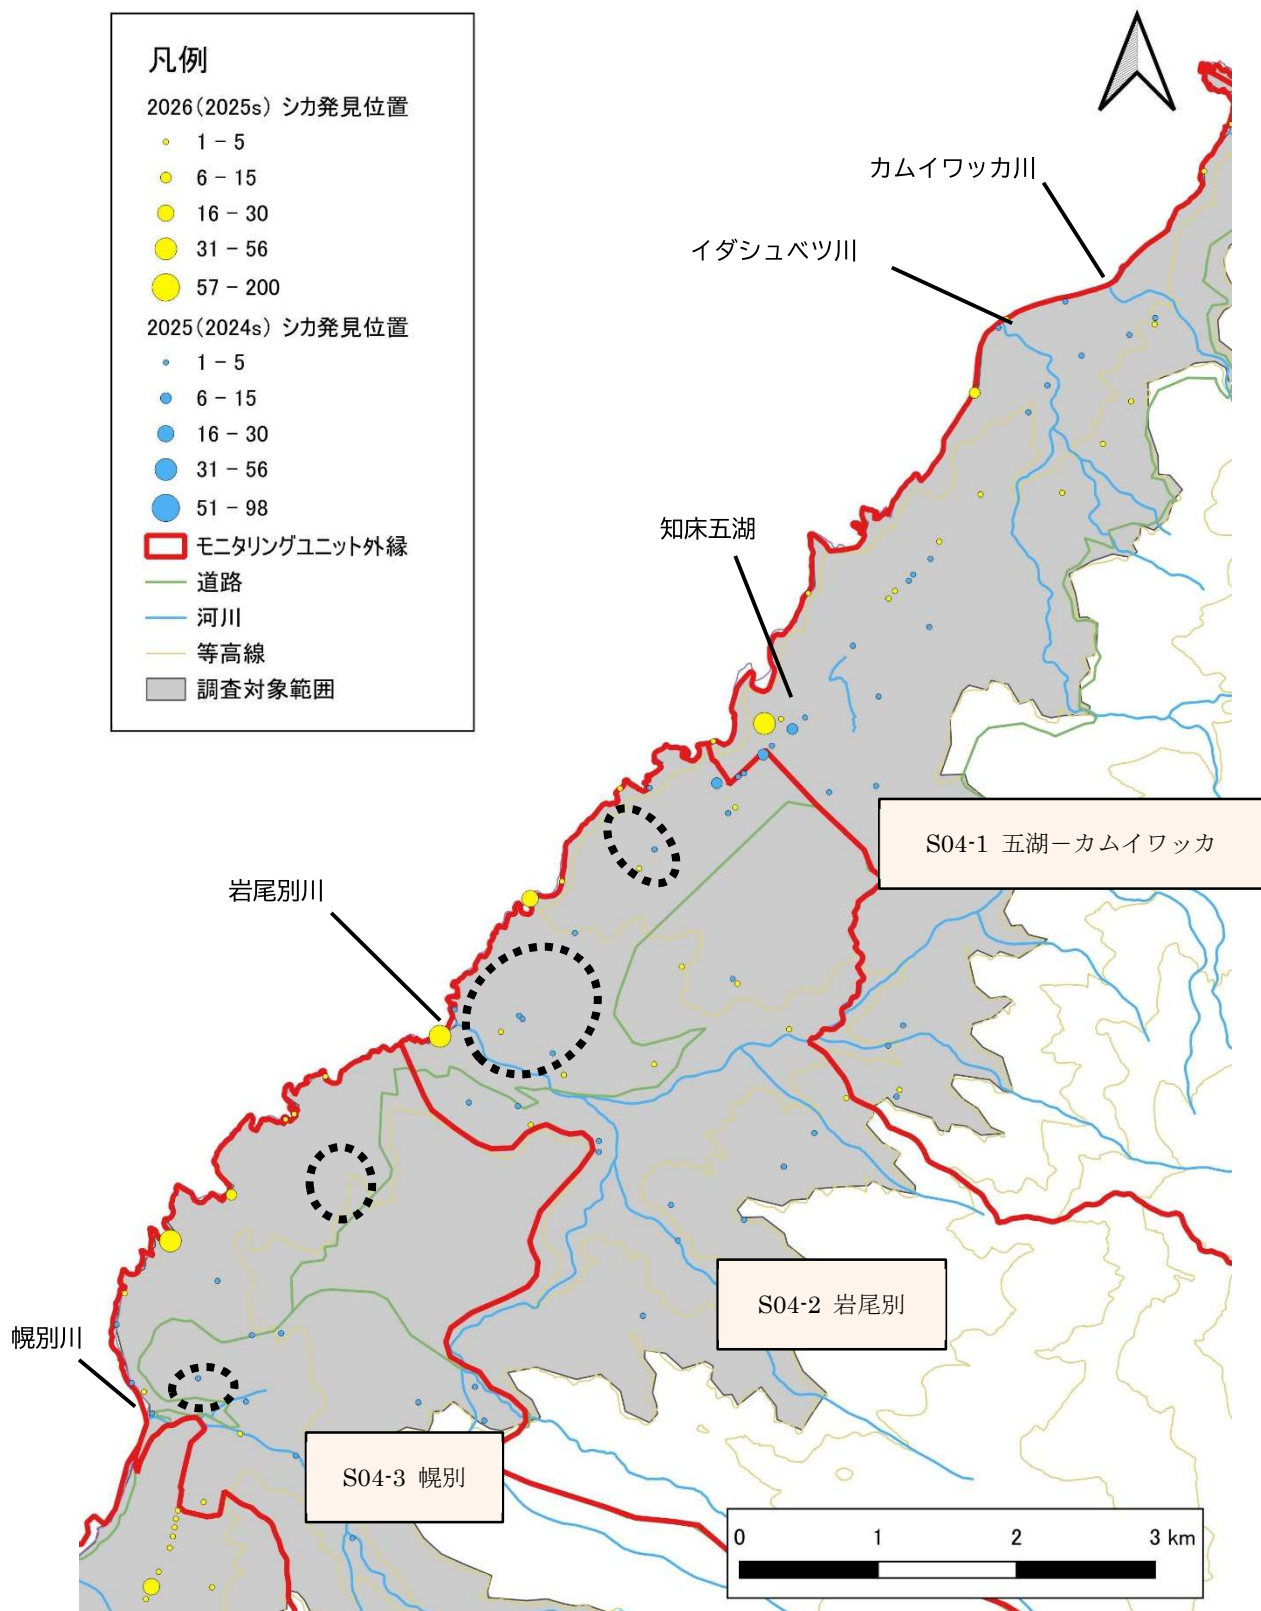 凡例
2026(2025s) シカ発見位置
1 − 5
6 − 15
16 − 30
31 − 56
57 − 200
2025(2024s) シカ発見位置
1 − 5
6 − 15
16 − 30
31 − 56
51 − 98
モニタリングユニット外縁
道路
河川
等高線
調査対象範囲
カムイワッカ川
イダシュベツ川
知床五湖
S04-1 五湖−カムイワッカ
岩尾別川
S04-2 岩尾別
幌別川
S04-3 幌別
0 1 2 3 km